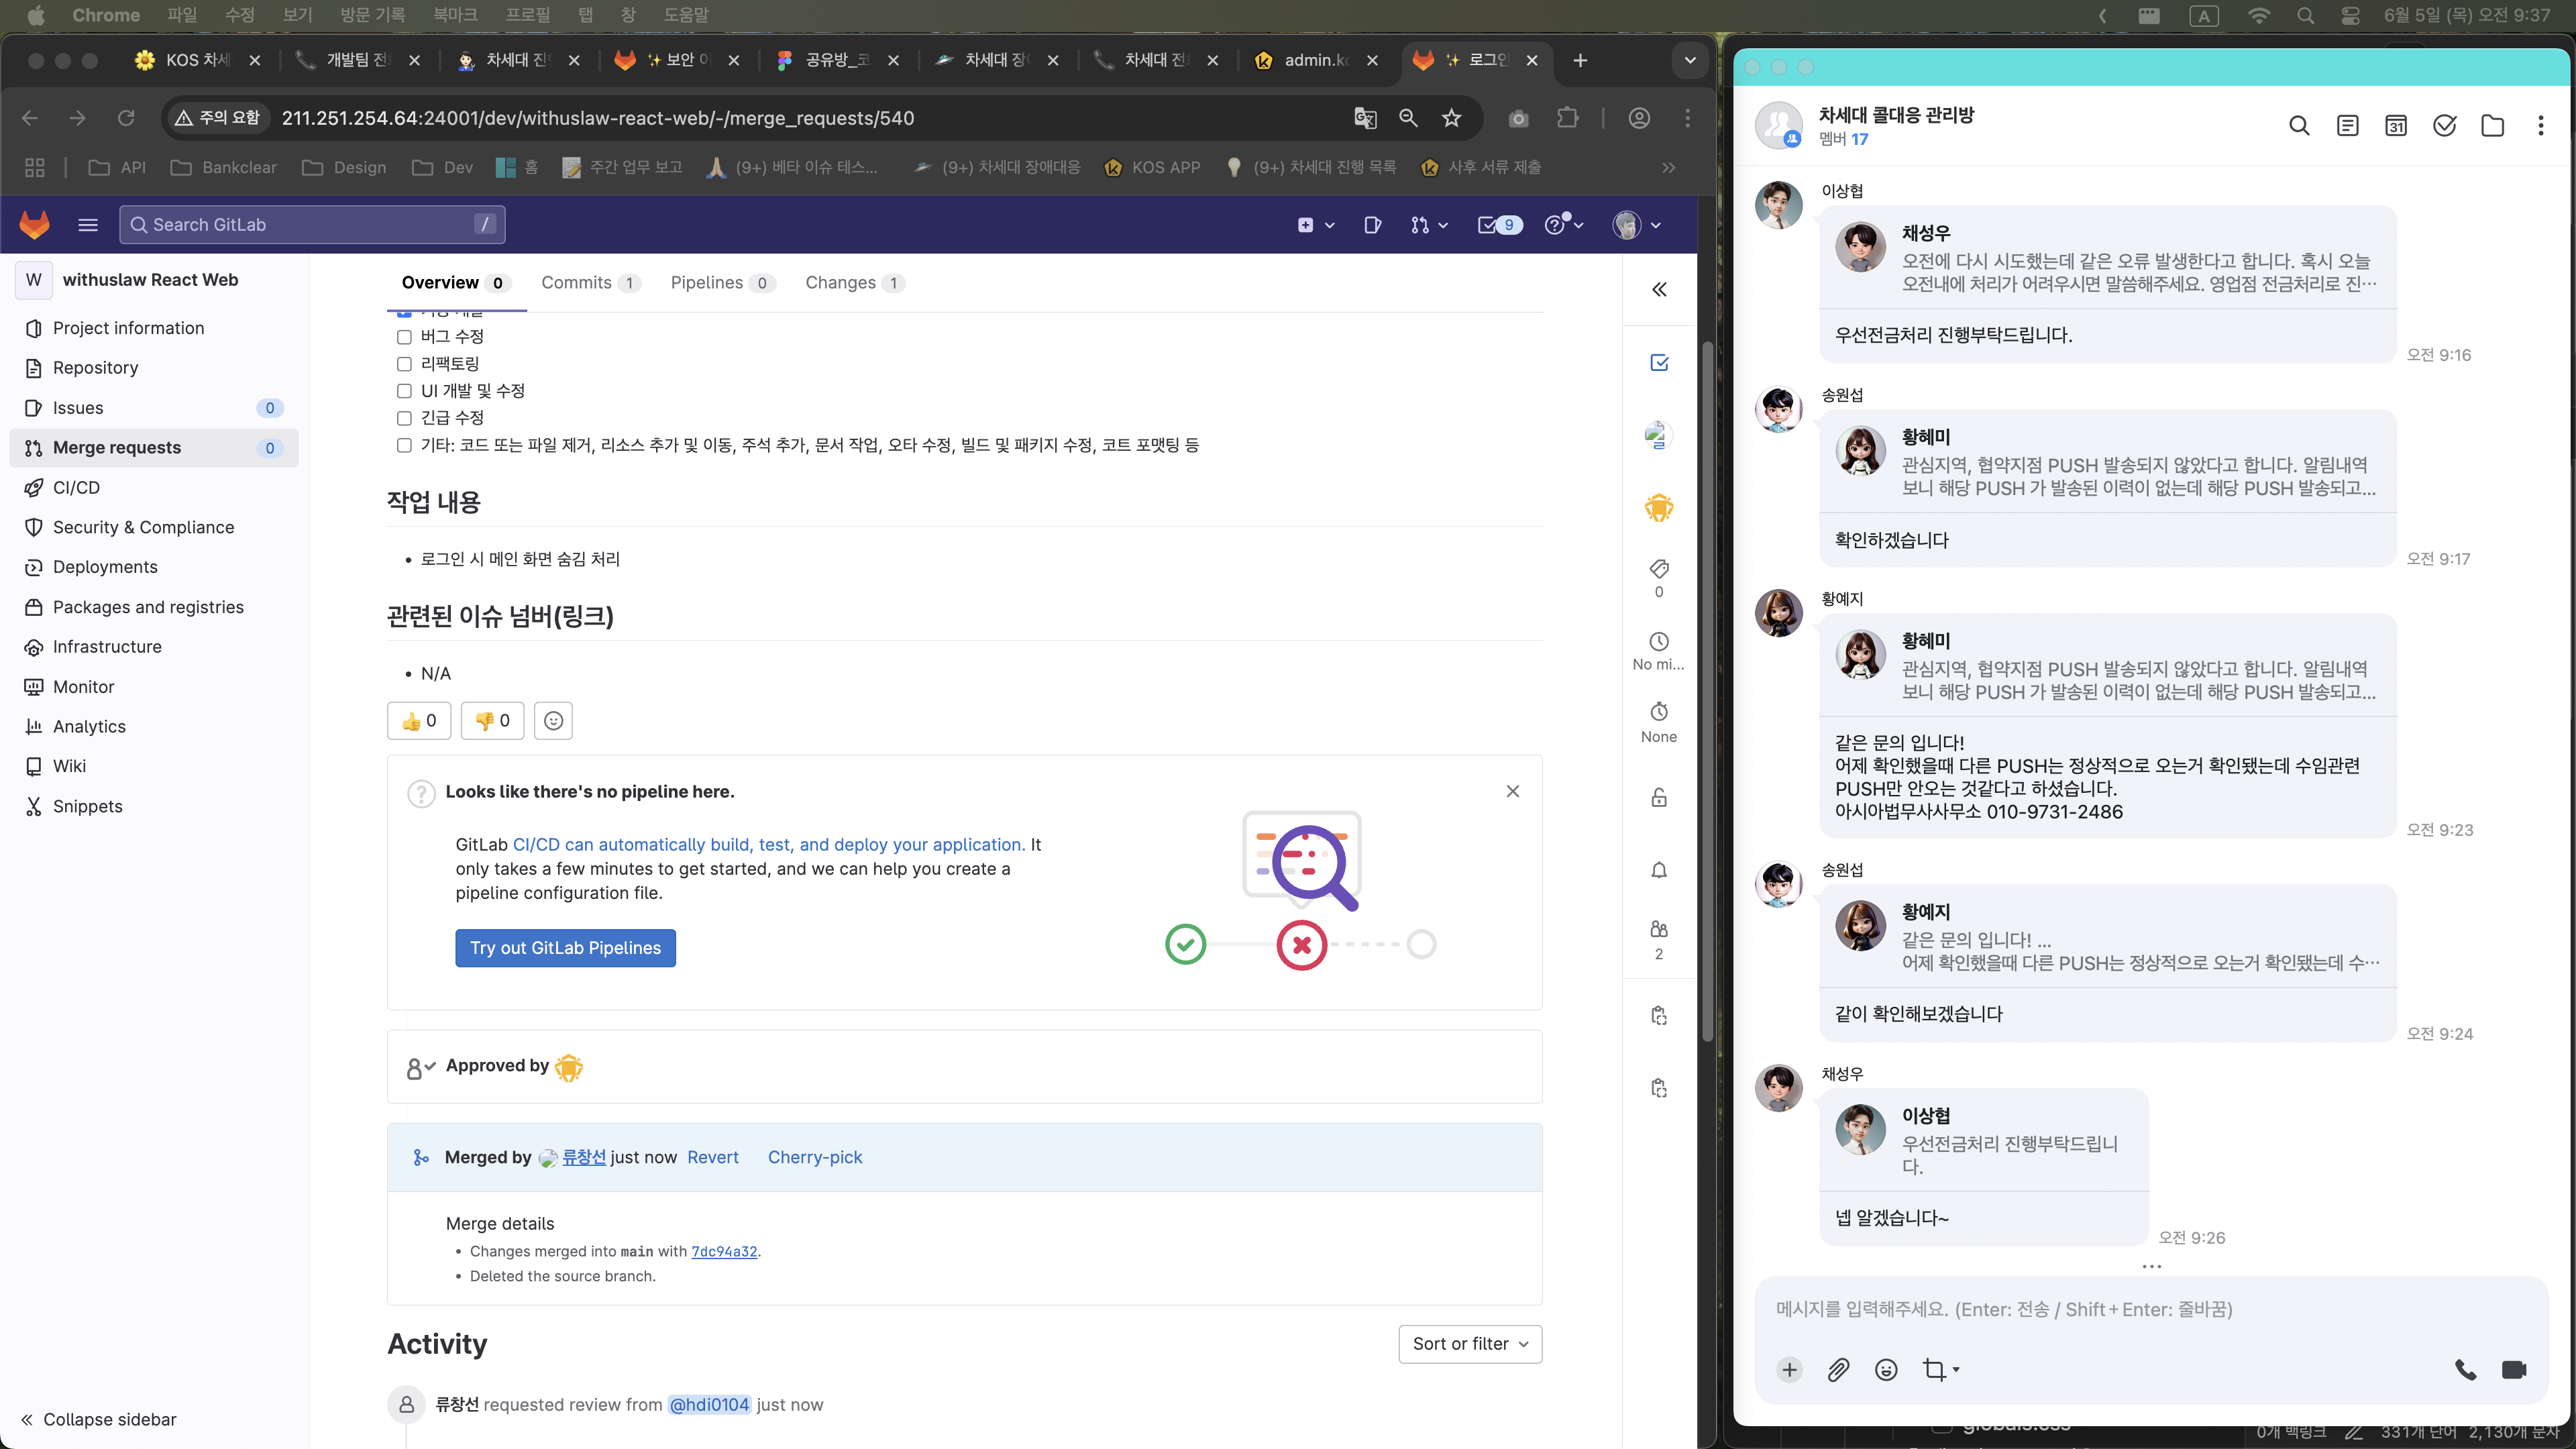 Chrome 파일 수정 보기 방문 기록 북마크 프로필 탭 창 도움말
A 6월 5일 (목) 오전 9:37
KOS 차세 개발팀 전 차세대 진 ✨ 보안 이 공유방_코 차세대 장 차세대 전 admin.k ✨ 로그인
주의 요함 211.251.254.64:24001/dev/withuslaw-react-web/-/merge_requests/540
API Bankclear Design Dev 홈 주간 업무 보고 (9+) 베타 이슈 테스... (9+) 차세대 장애대응 KOS APP (9+) 차세대 진행 목록 사후 서류 제출 »
Search GitLab /
9
W withuslaw React Web
Project information
Repository
Issues 0
Merge requests 0
CI/CD
Security & Compliance
Deployments
Packages and registries
Infrastructure
Monitor
Analytics
Wiki
Snippets
Collapse sidebar
Overview 0 Commits 1 Pipelines 0 Changes 1
버그 수정
리팩토링
UI 개발 및 수정
긴급 수정
기타: 코드 또는 파일 제거, 리소스 추가 및 이동, 주석 추가, 문서 작업, 오타 수정, 빌드 및 패키지 수정, 코트 포맷팅 등
작업 내용
• 로그인 시 메인 화면 숨김 처리
관련된 이슈 넘버(링크)
• N/A
👍 0 👎 0
Looks like there's no pipeline here.
GitLab CI/CD can automatically build, test, and deploy your application. It
only takes a few minutes to get started, and we can help you create a
pipeline configuration file.
Try out GitLab Pipelines
Approved by
Merged by 류창선 just now Revert Cherry-pick
Merge details
• Changes merged into main with 7dc94a32.
• Deleted the source branch.
Activity
Sort or filter
류창선 requested review from @hdi0104 just now
0
No mi...
None
2
차세대 콜대응 관리방
멤버 17
31
이상협
채성우
오전에 다시 시도했는데 같은 오류 발생한다고 합니다. 혹시 오늘
오전내에 처리가 어려우시면 말씀해주세요. 영업점 전금처리로 진···
우선전금처리 진행부탁드립니다.
오전 9:16
송원섭
황혜미
관심지역, 협약지점 PUSH 발송되지 않았다고 합니다. 알림내역
보니 해당 PUSH 가 발송된 이력이 없는데 해당 PUSH 발송되고...
확인하겠습니다
오전 9:17
황예지
황혜미
관심지역, 협약지점 PUSH 발송되지 않았다고 합니다. 알림내역
보니 해당 PUSH 가 발송된 이력이 없는데 해당 PUSH 발송되고...
같은 문의 입니다!
어제 확인했을때 다른 PUSH는 정상적으로 오는거 확인됐는데 수임관련
PUSH만 안오는 것같다고 하셨습니다.
아시아법무사사무소 010-9731-2486
오전 9:23
송원섭
황예지
같은 문의 입니다! ...
어제 확인했을때 다른 PUSH는 정상적으로 오는거 확인됐는데 수···
같이 확인해보겠습니다
오전 9:24
채성우
이상협
우선전금처리 진행부탁드립니
다.
넵 알겠습니다~
오전 9:26
메시지를 입력해주세요. (Enter: 전송 / Shift + Enter: 줄바꿈)
0개 백링크 331개 단어 2,130개 문자